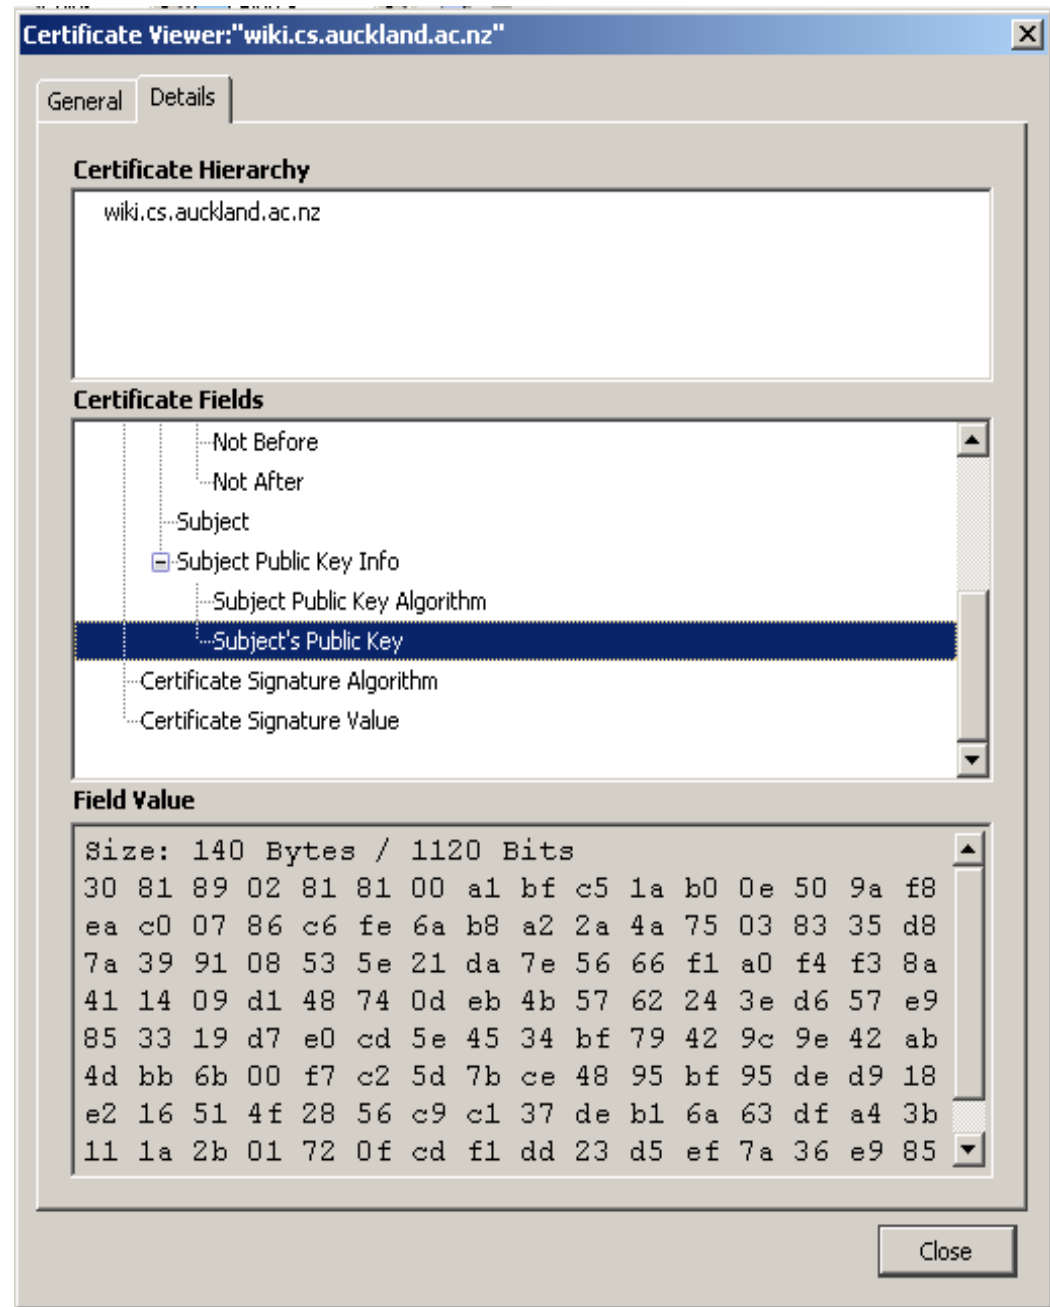 Certificate Viewer:"wiki.cs.auckland.ac.nz"
General Details
Certificate Hierarchy
wiki.cs.auckland.ac.nz
Certificate Fields
Not Before
Not After
Subject
Subject Public Key Info
Subject Public Key Algorithm
Subject's Public Key
Certificate Signature Algorithm
Certificate Signature Value
Field Value
Size: 140 Bytes / 1120 Bits
30 81 89 02 81 81 00 a1 bf c5 1a b0 0e 50 9a f8
ea c0 07 86 c6 fe 6a b8 a2 2a 4a 75 03 83 35 d8
7a 39 91 08 53 5e 21 da 7e 56 66 f1 a0 f4 f3 8a
41 14 09 d1 48 74 0d eb 4b 57 62 24 3e d6 57 e9
85 33 19 d7 e0 cd 5e 45 34 bf 79 42 9c 9e 42 ab
4d bb 6b 00 f7 c2 5d 7b ce 48 95 bf 95 de d9 18
e2 16 51 4f 28 56 c9 c1 37 de b1 6a 63 df a4 3b
11 1a 2b 01 72 0f cd f1 dd 23 d5 ef 7a 36 e9 85
Close